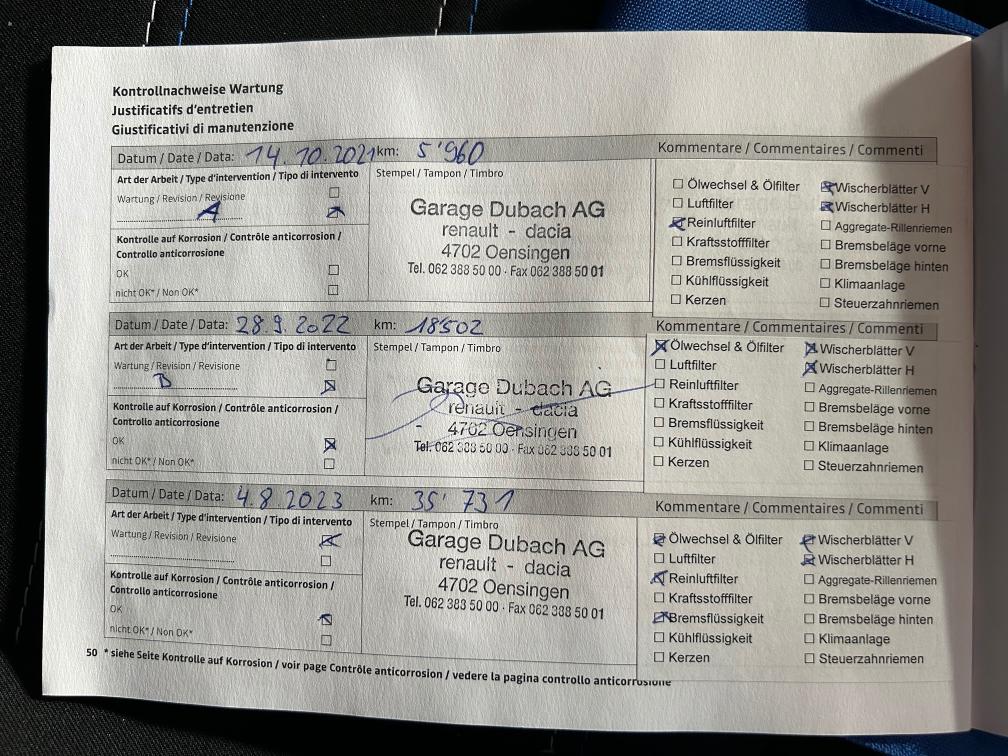 Kontrollnachweise Wartung
Justificatifs d'entretien
Giustificativi di manutenzione
Datum / Date / Data: 14.10.2021 km: 5'960
Kommentare / Commentaires / Commenti
Art der Arbeit / Type d'intervention / Tipo di intervento
Wartung / Revision / Revisione
A
Kontrolle auf Korrosion / Contrôle anticorrosion /
Controllo anticorrosione
OK
nicht OK* / Non OK*
Stempel / Tampon / Timbro
Garage Dubach AG
renault - dacia
4702 Oensingen
Tel. 062 388 50 00 · Fax 062 388 50 01
Ölwechsel & Ölfilter
Luftfilter
Reinluftfilter
Kraftstofffilter
Bremsflüssigkeit
Kühlflüssigkeit
Kerzen
Wischerblätter V
Wischerblätter H
Aggregate-Rillenriemen
Bremsbeläge vorne
Bremsbeläge hinten
Klimaanlage
Steuerzahnriemen
Datum / Date / Data: 28.9.2022 km: 18502
Kommentare / Commentaires / Commenti
Art der Arbeit / Type d'intervention / Tipo di intervento
Wartung / Revision / Revisione
B
Kontrolle auf Korrosion / Contrôle anticorrosion /
Controllo anticorrosione
OK
nicht OK* / Non OK*
Stempel / Tampon / Timbro
Garage Dubach AG
renault - dacia
4702 Oensingen
Tel. 062 388 50 00 · Fax 062 388 50 01
Ölwechsel & Ölfilter
Luftfilter
Reinluftfilter
Kraftstofffilter
Bremsflüssigkeit
Kühlflüssigkeit
Kerzen
Wischerblätter V
Wischerblätter H
Aggregate-Rillenriemen
Bremsbeläge vorne
Bremsbeläge hinten
Klimaanlage
Steuerzahnriemen
Datum / Date / Data: 4.8.2023 km: 35'731
Kommentare / Commentaires / Commenti
Art der Arbeit / Type d'intervention / Tipo di intervento
Wartung / Revision / Revisione
Kontrolle auf Korrosion / Contrôle anticorrosion /
Controllo anticorrosione
OK
nicht OK* / Non OK*
Stempel / Tampon / Timbro
Garage Dubach AG
renault - dacia
4702 Oensingen
Tel. 062 388 50 00 · Fax 062 388 50 01
Ölwechsel & Ölfilter
Luftfilter
Reinluftfilter
Kraftstofffilter
Bremsflüssigkeit
Kühlflüssigkeit
Kerzen
Wischerblätter V
Wischerblätter H
Aggregate-Rillenriemen
Bremsbeläge vorne
Bremsbeläge hinten
Klimaanlage
Steuerzahnriemen
50 * siehe Seite Kontrolle auf Korrosion / voir page Contrôle anticorrosion / vedere la pagina controllo anticorrosione